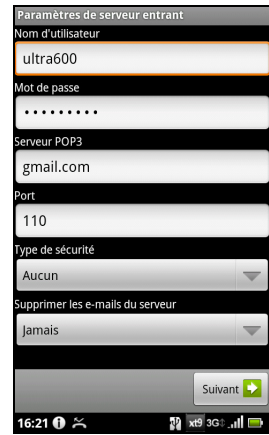 Paramètres de serveur entrant
Nom d'utilisateur
ultra600
Mot de passe
•••••••••
Serveur POP3
gmail.com
Port
110
Type de sécurité
Aucun
Supprimer les e-mails du serveur
Jamais
Suivant
16:21 xt9 3G